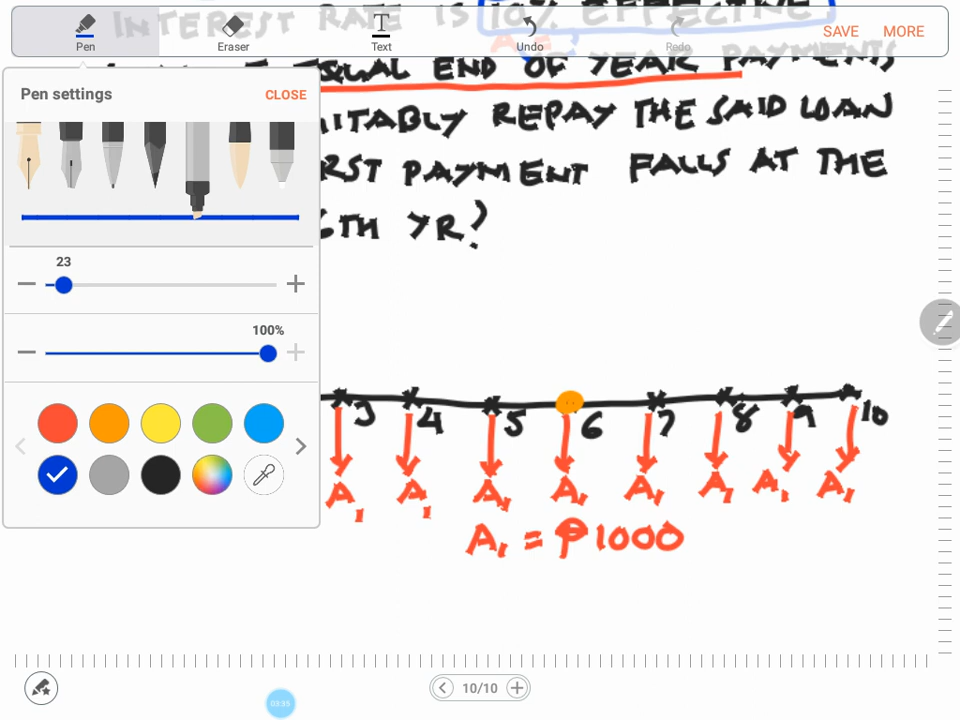 INTEREST RATE IS 10% EFFECTIVE
Pen Eraser Text Undo Redo SAVE MORE
EQUAL END OF YEAR PAYMENTS
Pen settings CLOSE
ITABLY REPAY THE SAID LOAN
RST PAYMENT FALLS AT THE
6TH YR?
23
100%
3 4 5 6 7 8 9 10
A1 A1 A1 A1 A1 A1 A1 A1
A1 = ₱1000
10/10